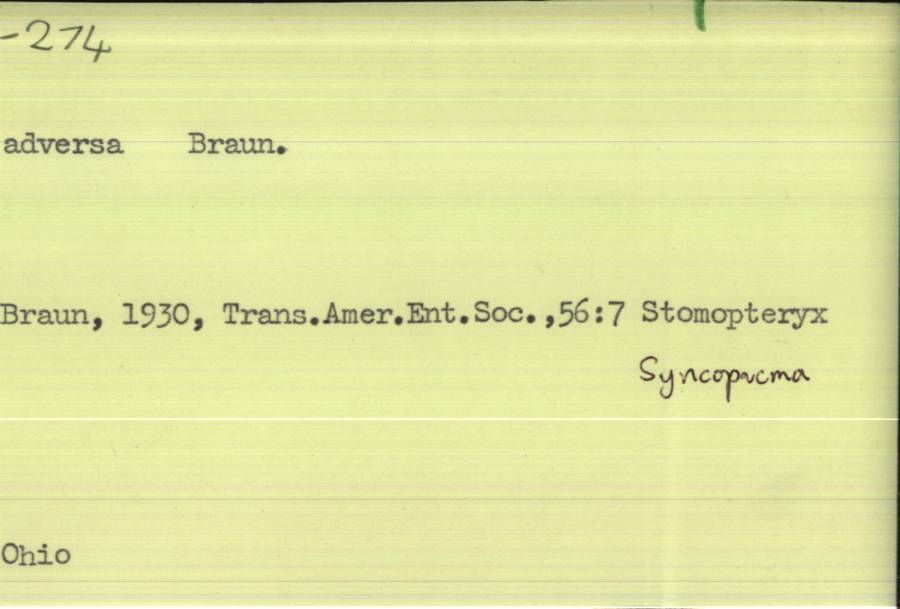 -274
adversa Braun.
Braun, 1930, Trans.Amer.Ent.Soc.,56:7 Stomopteryx
Syncopacma
Ohio